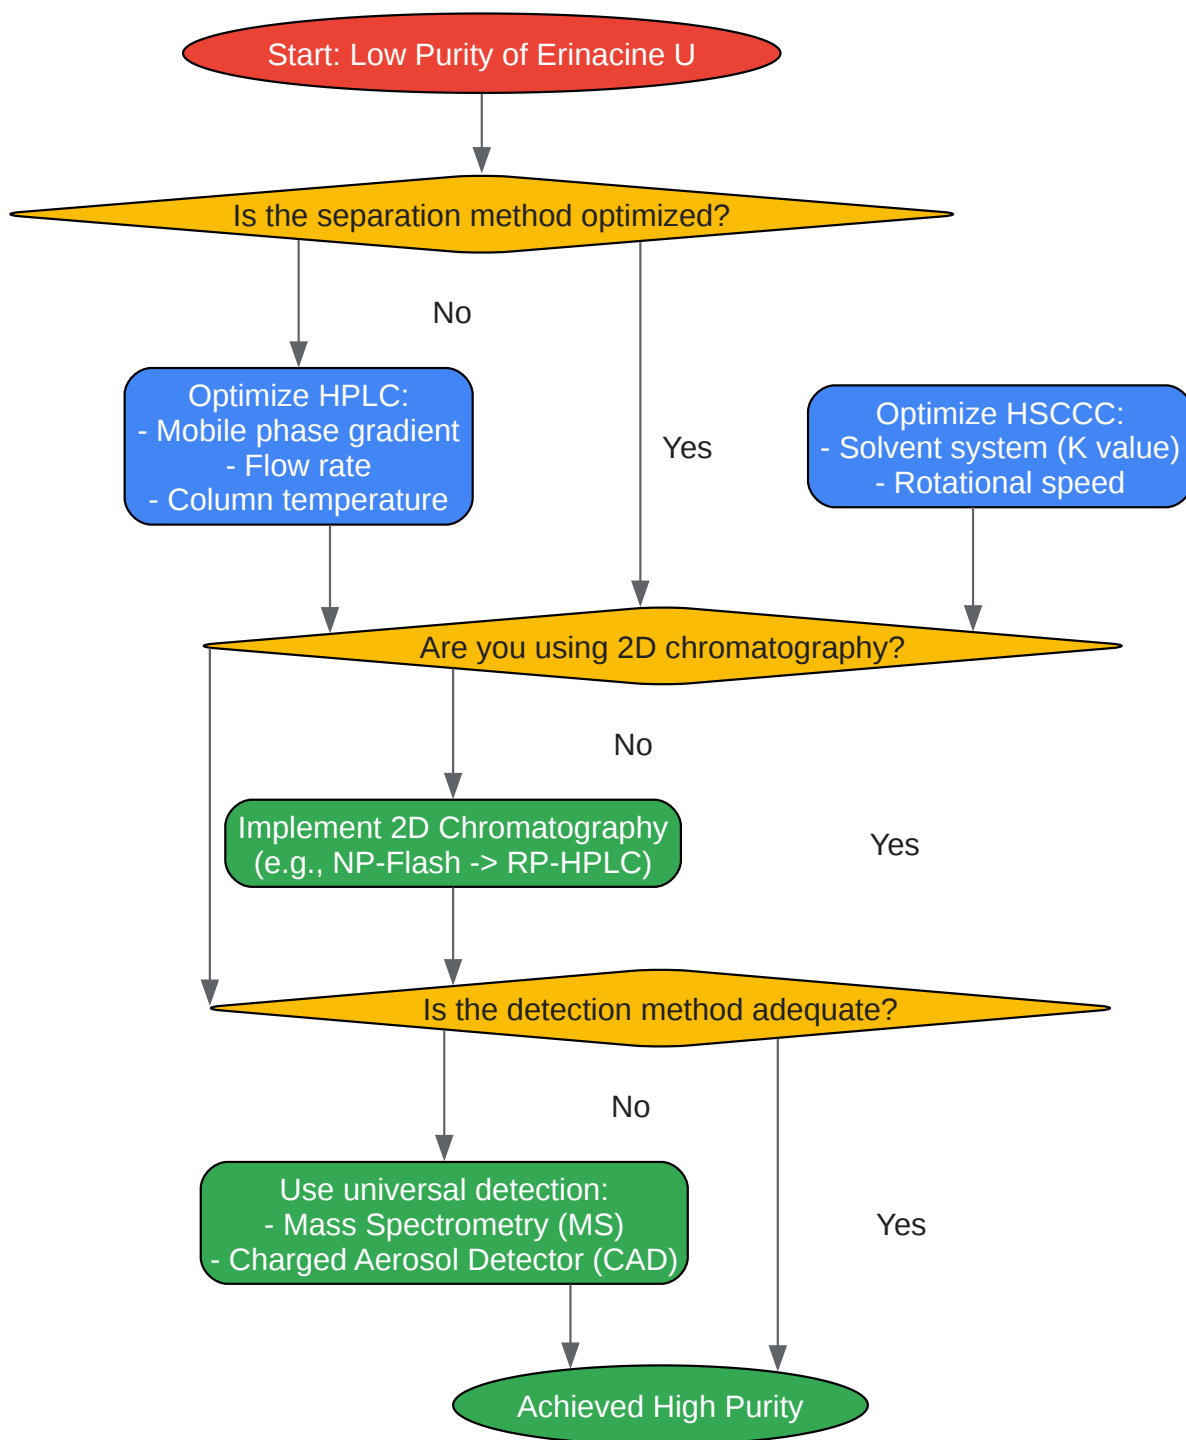 Start: Low Purity of Erinacine U
Is the separation method optimized?
No
Optimize HPLC:
- Mobile phase gradient
- Flow rate
- Column temperature
Yes
Optimize HSCCC:
- Solvent system (K value)
- Rotational speed
Are you using 2D chromatography?
No
Implement 2D Chromatography
(e.g., NP-Flash -> RP-HPLC)
Yes
Is the detection method adequate?
No
Use universal detection:
- Mass Spectrometry (MS)
- Charged Aerosol Detector (CAD)
Yes
Achieved High Purity